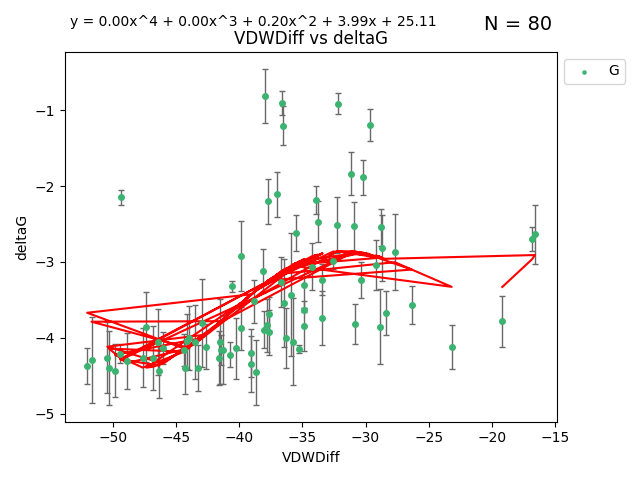 y = 0.00x^4 + 0.00x^3 + 0.20x^2 + 3.99x + 25.11
N = 80
VDWDiff vs deltaG
G
deltaG
−1
−2
−3
−4
−5
−50
−45
−40
−35
−30
−25
−20
−15
VDWDiff